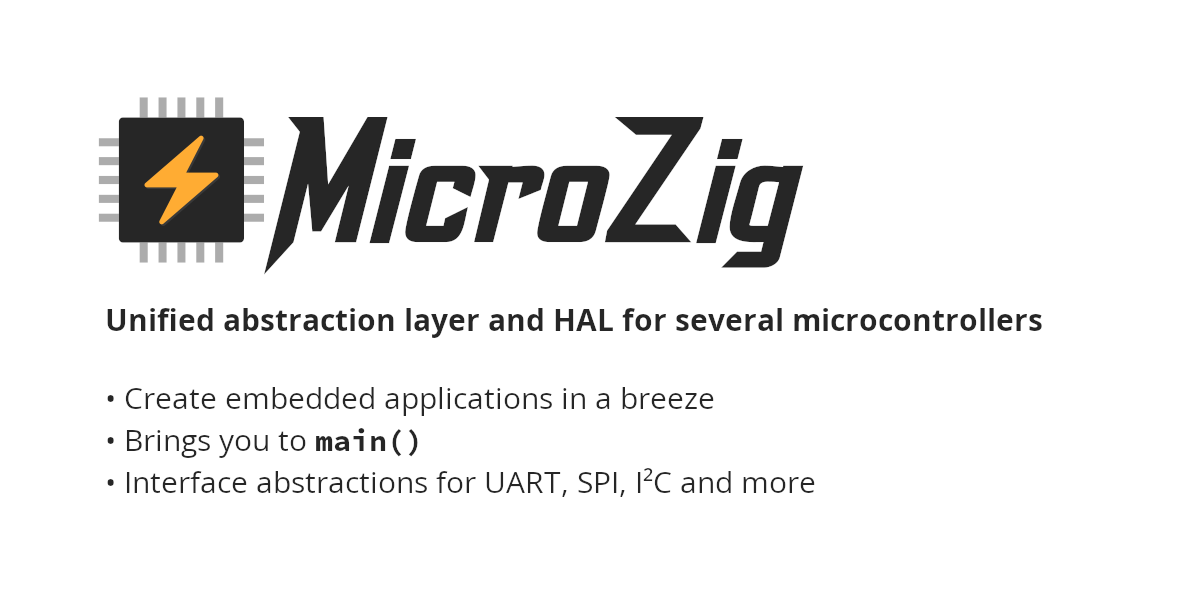 MicroZig
Unified abstraction layer and HAL for several microcontrollers
• Create embedded applications in a breeze
• Brings you to main()
• Interface abstractions for UART, SPI, I²C and more